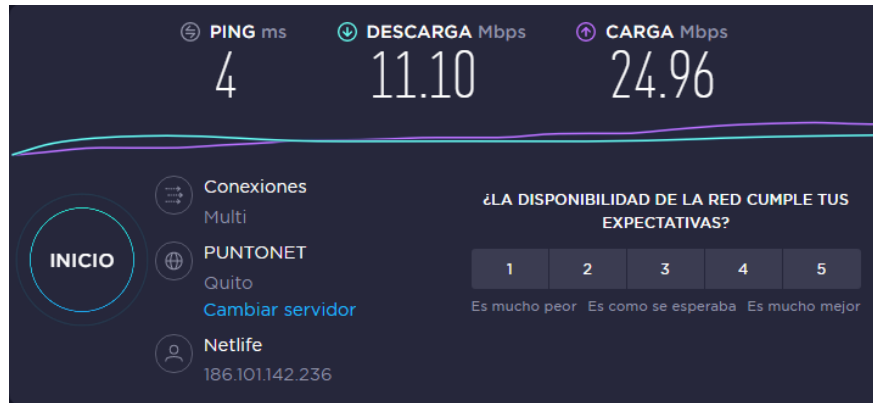 PING ms
4
DESCARGA Mbps
11.10
CARGA Mbps
24.96
INICIO
Conexiones
Multi
PUNTONET
Quito
Cambiar servidor
Netlife
186.101.142.236
¿LA DISPONIBILIDAD DE LA RED CUMPLE TUS
EXPECTATIVAS?
1 2 3 4 5
Es mucho peor Es como se esperaba Es mucho mejor